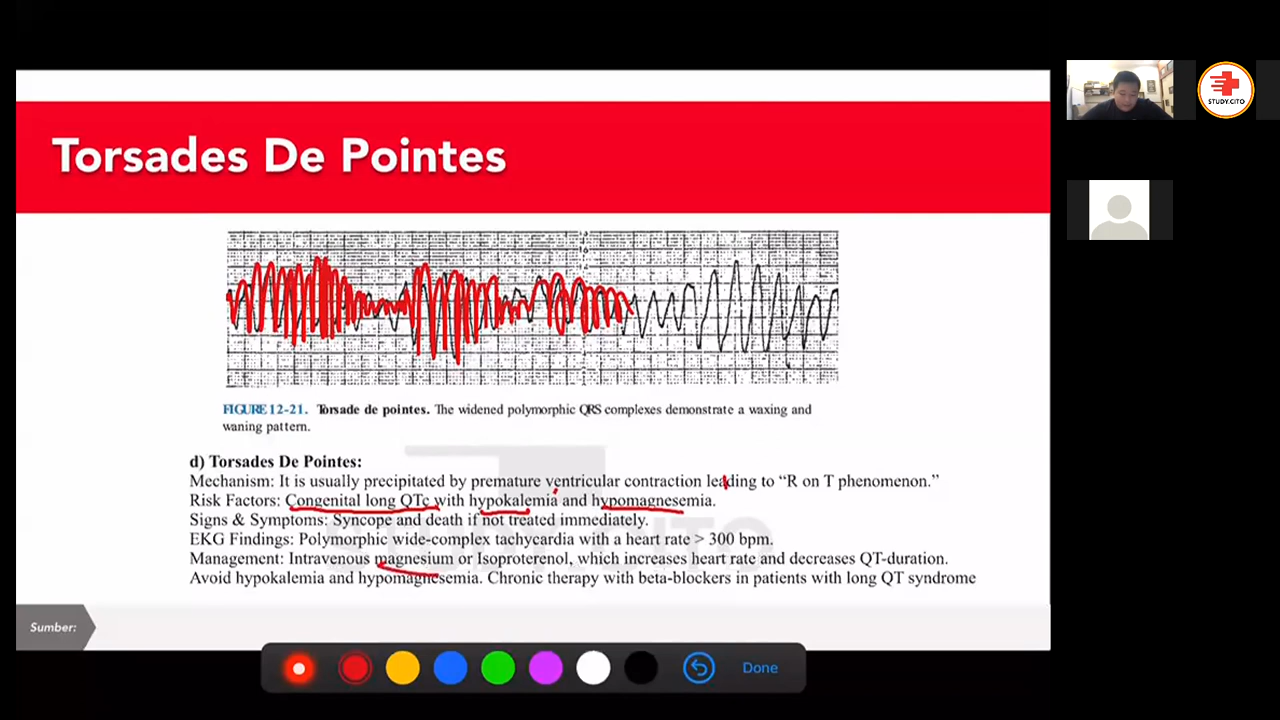 Torsades De Pointes
STUDY.CITO
FIGURE 12-21. Torsade de pointes. The widened polymorphic QRS complexes demonstrate a waxing and
waning pattern.
d) Torsades De Pointes:
Mechanism: It is usually precipitated by premature ventricular contraction leading to “R on T phenomenon.”
Risk Factors: Congenital long QTc with hypokalemia and hypomagnesemia.
Signs & Symptoms: Syncope and death if not treated immediately.
EKG Findings: Polymorphic wide-complex tachycardia with a heart rate > 300 bpm.
Management: Intravenous magnesium or Isoproterenol, which increases heart rate and decreases QT-duration.
Avoid hypokalemia and hypomagnesemia. Chronic therapy with beta-blockers in patients with long QT syndrome
STUDY.CITO
Sumber:
Done